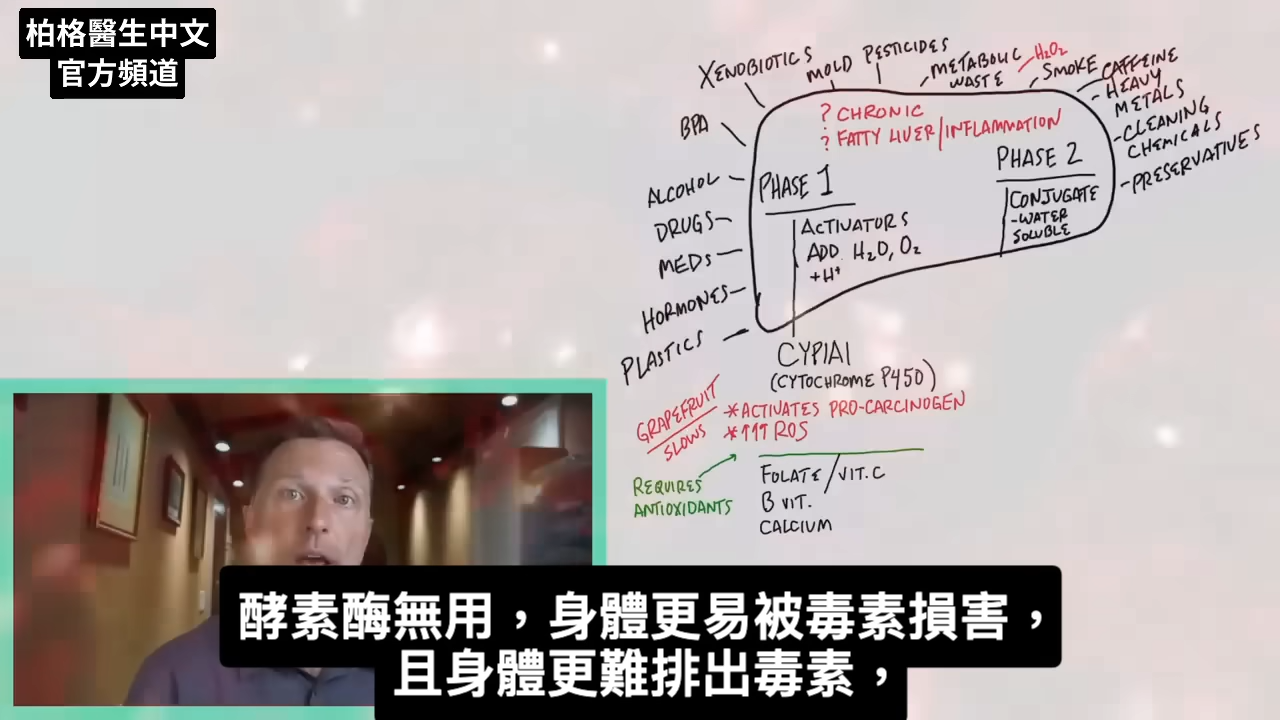 柏格醫生中文
官方頻道
XENOBIOTICS
MOLD
PESTICIDES
METABOLIC
WASTE
H₂O₂
SMOKE
CAFFEINE
- HEAVY
METALS
- CLEANING
CHEMICALS
- PRESERVATIVES
BPA
ALCOHOL
DRUGS
MEDS
HORMONES
PLASTICS
? CHRONIC
? FATTY LIVER/INFLAMMATION
PHASE 1
ACTIVATORS
ADD H₂O, O₂
+H⁺
PHASE 2
CONJUGATE
-WATER
SOLUBLE
CYP1A1
(CYTOCHROME P450)
GRAPEFRUIT
SLOWS
*ACTIVATES PRO-CARCINOGEN
*↑↑↑ ROS
REQUIRES
ANTIOXIDANTS
FOLATE/VIT.C
B VIT.
CALCIUM
酵素酶無用，身體更易被毒素損害，
且身體更難排出毒素，